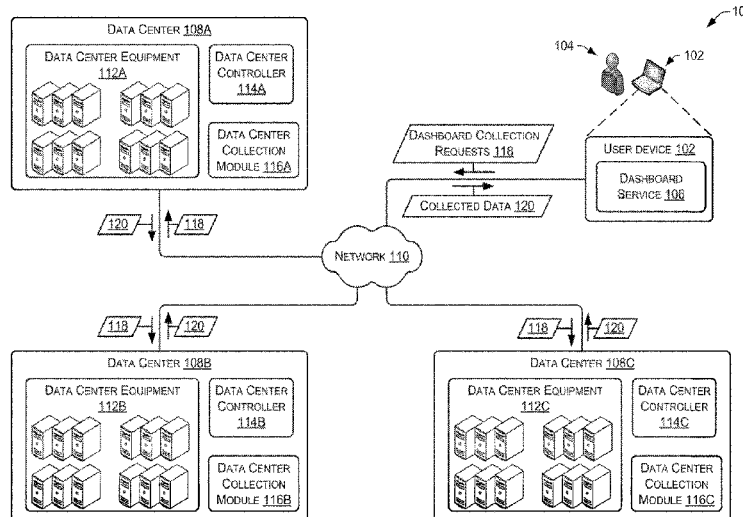 DATA CENTER 108A
DATA CENTER EQUIPMENT
112A
DATA CENTER
CONTROLLER
114A
DATA CENTER
COLLECTION
MODULE 116A
120
118
10
104
102
DASHBOARD COLLECTION
REQUESTS 118
COLLECTED DATA 120
USER DEVICE 102
DASHBOARD
SERVICE 106
NETWORK 110
118
120
DATA CENTER 108B
DATA CENTER EQUIPMENT
112B
DATA CENTER
CONTROLLER
114B
DATA CENTER
COLLECTION
MODULE 116B
118
120
DATA CENTER 108C
DATA CENTER EQUIPMENT
112C
DATA CENTER
CONTROLLER
114C
DATA CENTER
COLLECTION
MODULE 116C